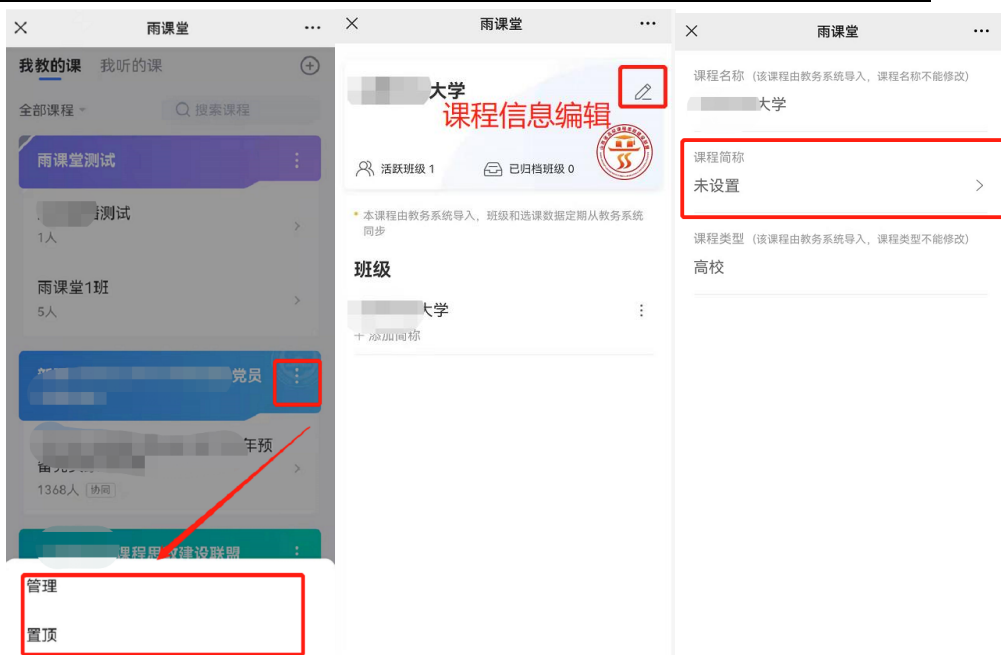 雨课堂
我教的课 我听的课
全部课程 搜索课程
雨课堂测试
测试
1人
雨课堂1班
5人
党员
年预
1368人 协同
课程思政建设联盟
管理
置顶
雨课堂
大学
课程信息编辑
活跃班级 1 已归档班级 0
* 本课程由教务系统导入，班级和选课数据定期从教务系统
同步
班级
大学
+ 添加简称
雨课堂
课程名称（该课程由教务系统导入，课程名称不能修改）
大学
课程简称
未设置
课程类型（该课程由教务系统导入，课程类型不能修改）
高校